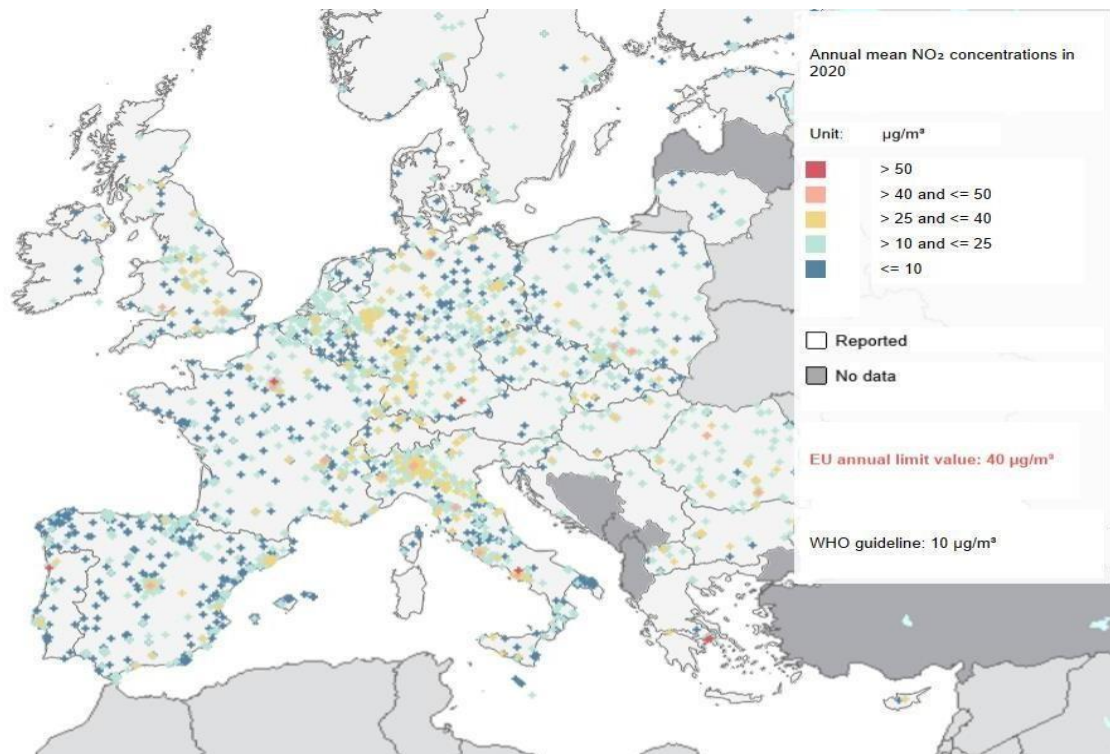 Annual mean NO₂ concentrations in
2020
Unit: µg/m³
> 50
> 40 and <= 50
> 25 and <= 40
> 10 and <= 25
<= 10
Reported
No data
EU annual limit value: 40 µg/m³
WHO guideline: 10 µg/m³